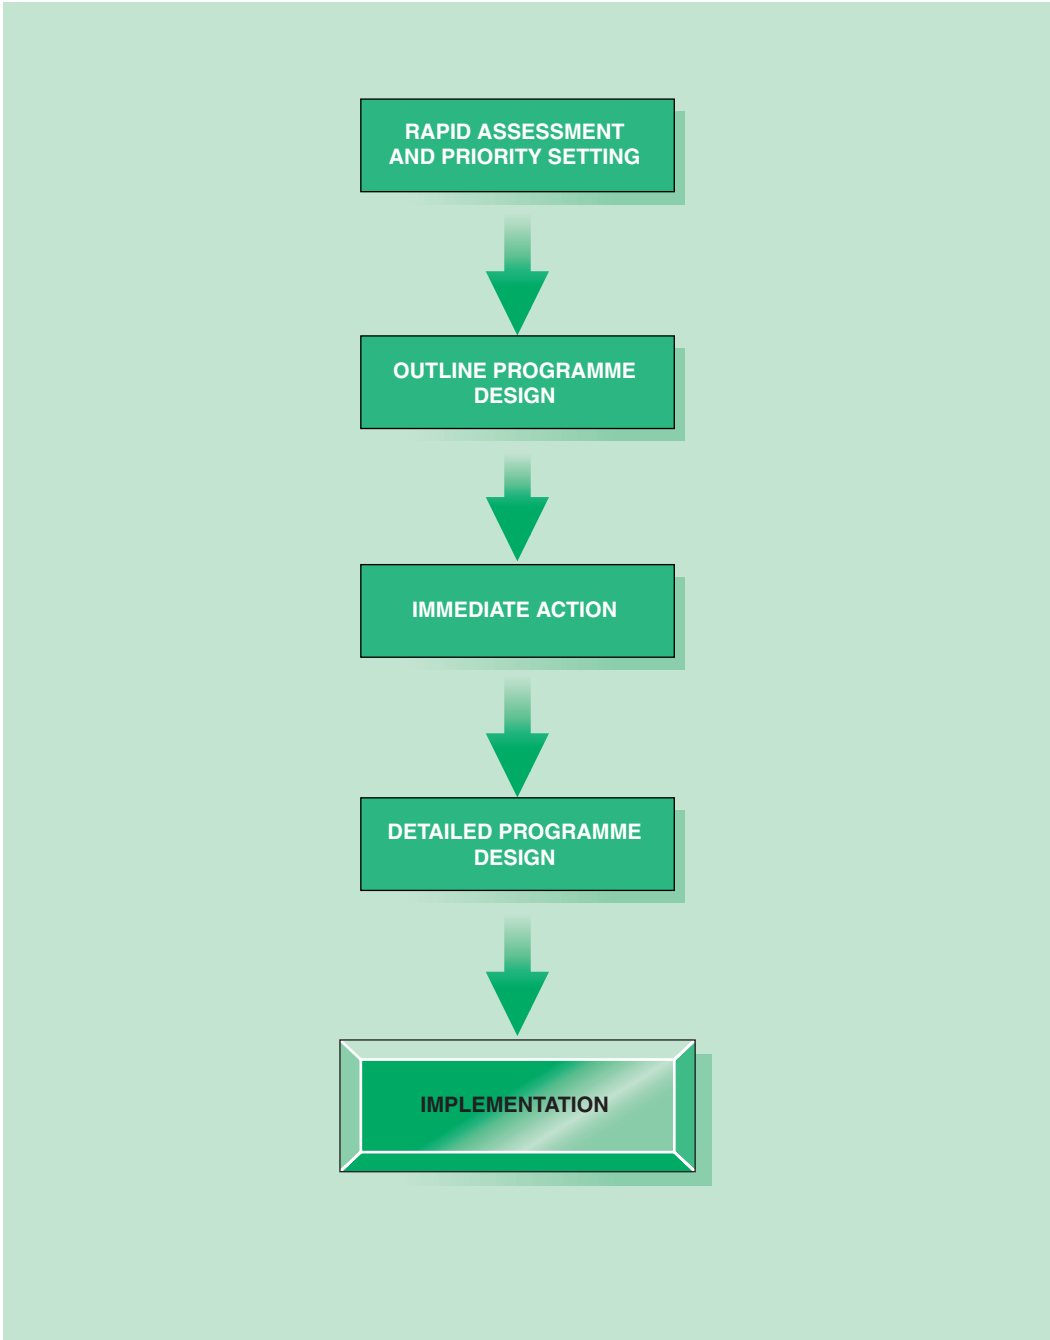 RAPID ASSESSMENT
AND PRIORITY SETTING
OUTLINE PROGRAMME
DESIGN
IMMEDIATE ACTION
DETAILED PROGRAMME
DESIGN
IMPLEMENTATION